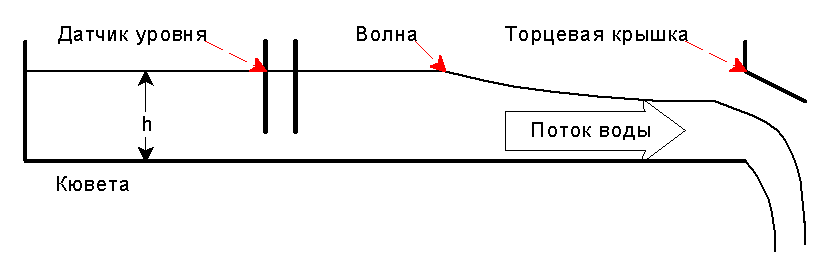 Датчик уровня
Волна
Торцевая крышка
h
Поток воды
Кювета